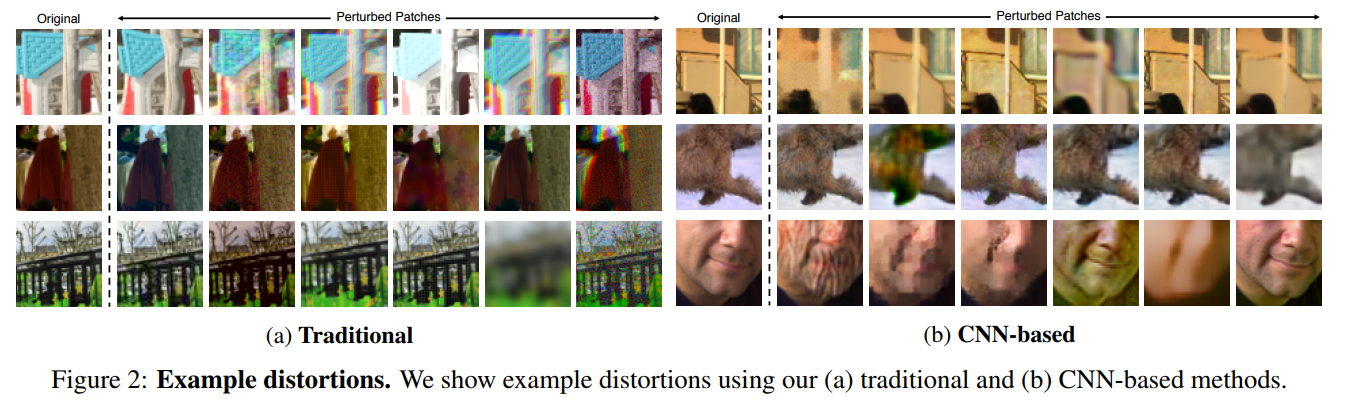 Original
Perturbed Patches
Original
Perturbed Patches
(a) Traditional
(b) CNN-based
Figure 2: Example distortions. We show example distortions using our (a) traditional and (b) CNN-based methods.